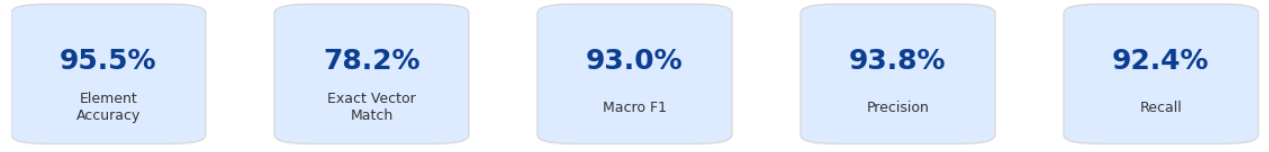 95.5%
Element
Accuracy
78.2%
Exact Vector
Match
93.0%
Macro F1
93.8%
Precision
92.4%
Recall